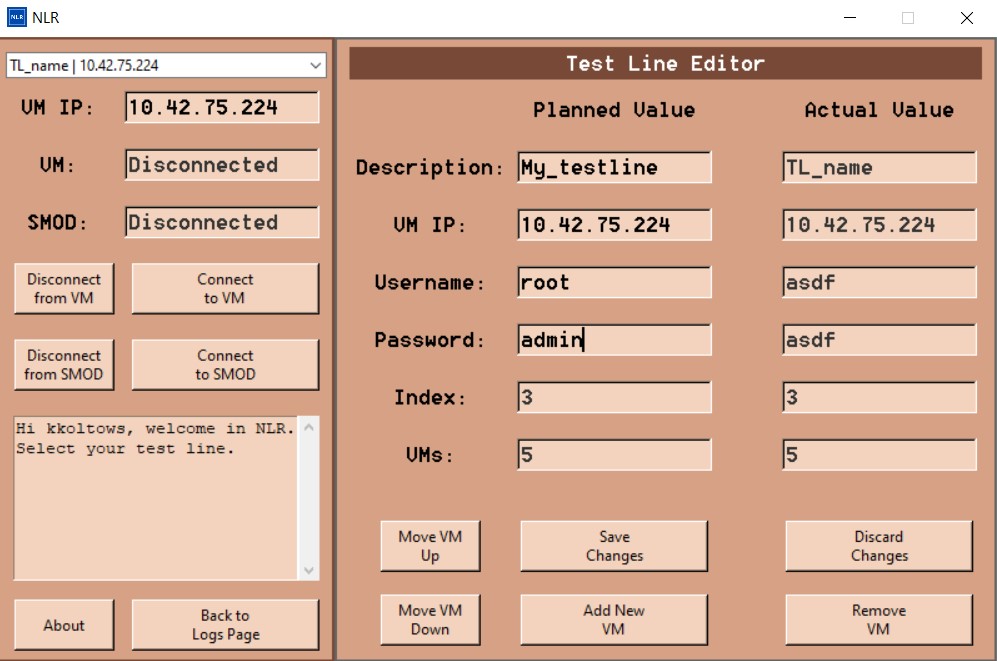 NLR NLR
TL_name | 10.42.75.224
VM IP: 10.42.75.224
VM: Disconnected
SMOD: Disconnected
Disconnect
from VM
Connect
to VM
Disconnect
from SMOD
Connect
to SMOD
Hi kkoltows, welcome in NLR.
Select your test line.
About
Back to
Logs Page
Test Line Editor
Planned Value Actual Value
Description: My_testline TL_name
VM IP: 10.42.75.224 10.42.75.224
Username: root asdf
Password: admin asdf
Index: 3 3
VMs: 5 5
Move VM
Up
Save
Changes
Discard
Changes
Move VM
Down
Add New
VM
Remove
VM